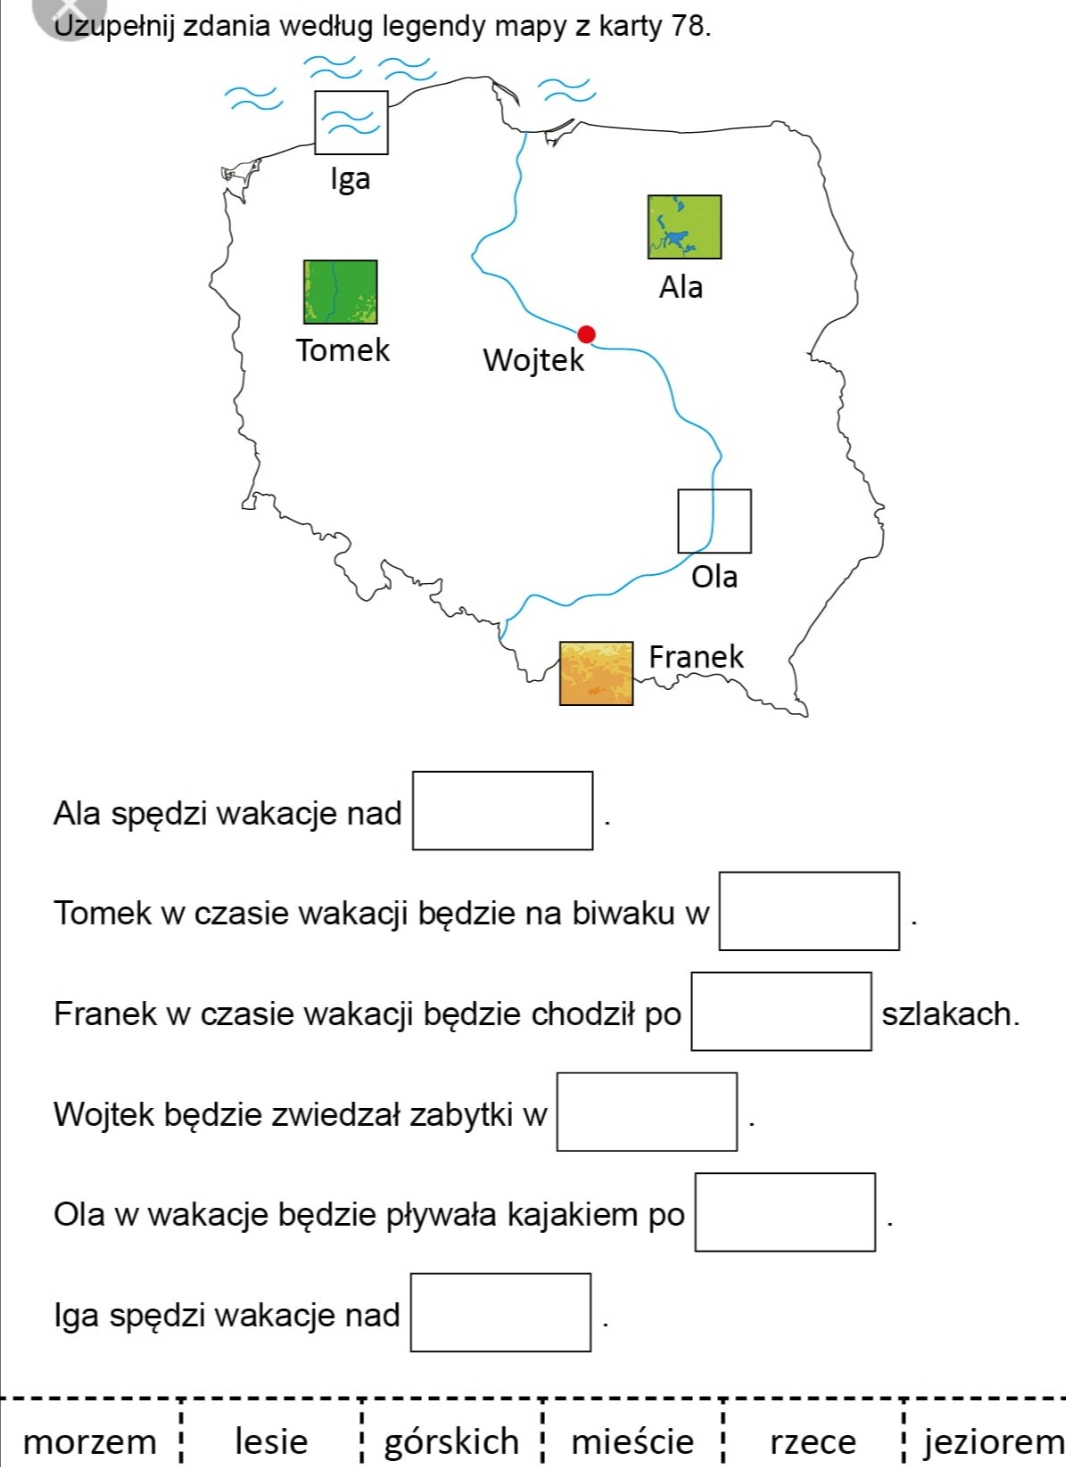 Uzupełnij zdania według legendy mapy z karty 78.
Iga
Ala
Tomek
Wojtek
Ola
Franek
Ala spędzi wakacje nad .
Tomek w czasie wakacji będzie na biwaku w .
Franek w czasie wakacji będzie chodził po szlakach.
Wojtek będzie zwiedzał zabytki w .
Ola w wakacje będzie pływała kajakiem po .
Iga spędzi wakacje nad .
morzem lesie górskich mieście rzece jeziorem